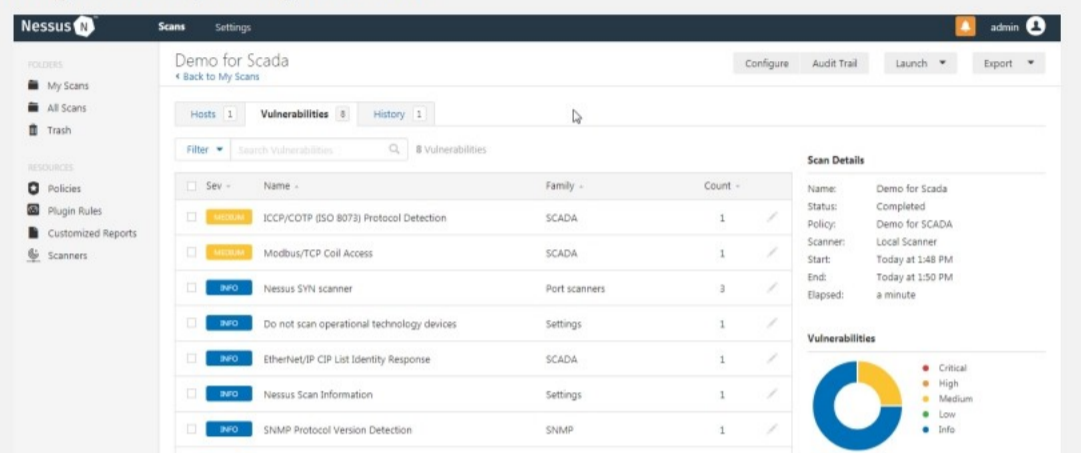 Nessus N
Scans Settings
admin
FOLDERS
My Scans
All Scans
Trash
RESOURCES
Policies
Plugin Rules
Customized Reports
Scanners
Demo for Scada
Back to My Scans
Configure Audit Trail Launch Export
Hosts 1 Vulnerabilities 8 History 1
Filter Search Vulnerabilities 8 Vulnerabilities
Sev Name Family Count
MEDIUM ICCP/COTP (ISO 8073) Protocol Detection SCADA 1
MEDIUM Modbus/TCP Coil Access SCADA 1
INFO Nessus SYN scanner Port scanners 3
INFO Do not scan operational technology devices Settings 1
INFO EtherNet/IP CIP List Identity Response SCADA 1
INFO Nessus Scan Information Settings 1
INFO SNMP Protocol Version Detection SNMP 1
Scan Details
Name: Demo for Scada
Status: Completed
Policy: Demo for SCADA
Scanner: Local Scanner
Start: Today at 1:48 PM
End: Today at 1:50 PM
Elapsed: a minute
Vulnerabilities
Critical
High
Medium
Low
Info